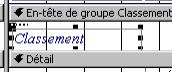 En-tête de groupe Classement
Classement
Détail